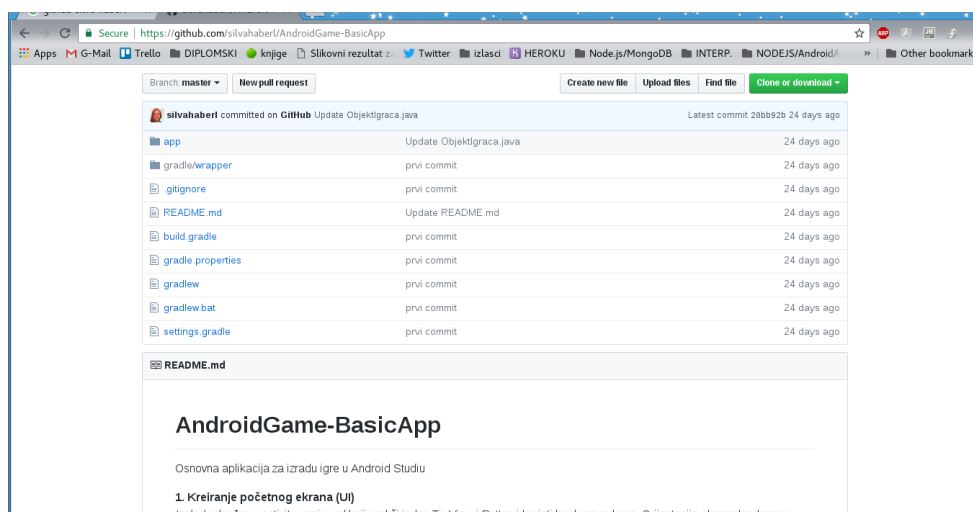 Secure https://github.com/silvahaberl/AndroidGame-BasicApp
Apps G-Mail Trello DIPLOMSKI knjige Slikovni rezultat za Twitter izlasci HEROKU Node.js/MongoDB INTERP. NODEJS/AndroidA » Other bookmark
Branch: master New pull request Create new file Upload files Find file Clone or download
silvahaberl committed on GitHub Update ObjektIgraca.java Latest commit 20bb92b 24 days ago
app Update ObjektIgraca.java 24 days ago
gradle/wrapper prvi commit 24 days ago
.gitignore prvi commit 24 days ago
README.md Update README.md 24 days ago
build.gradle prvi commit 24 days ago
gradle.properties prvi commit 24 days ago
gradlew prvi commit 24 days ago
gradlew.bat prvi commit 24 days ago
settings.gradle prvi commit 24 days ago
README.md
AndroidGame-BasicApp
Osnovna aplikacija za izradu igre u Android Studiu
1. Kreiranje početnog ekrana (UI)